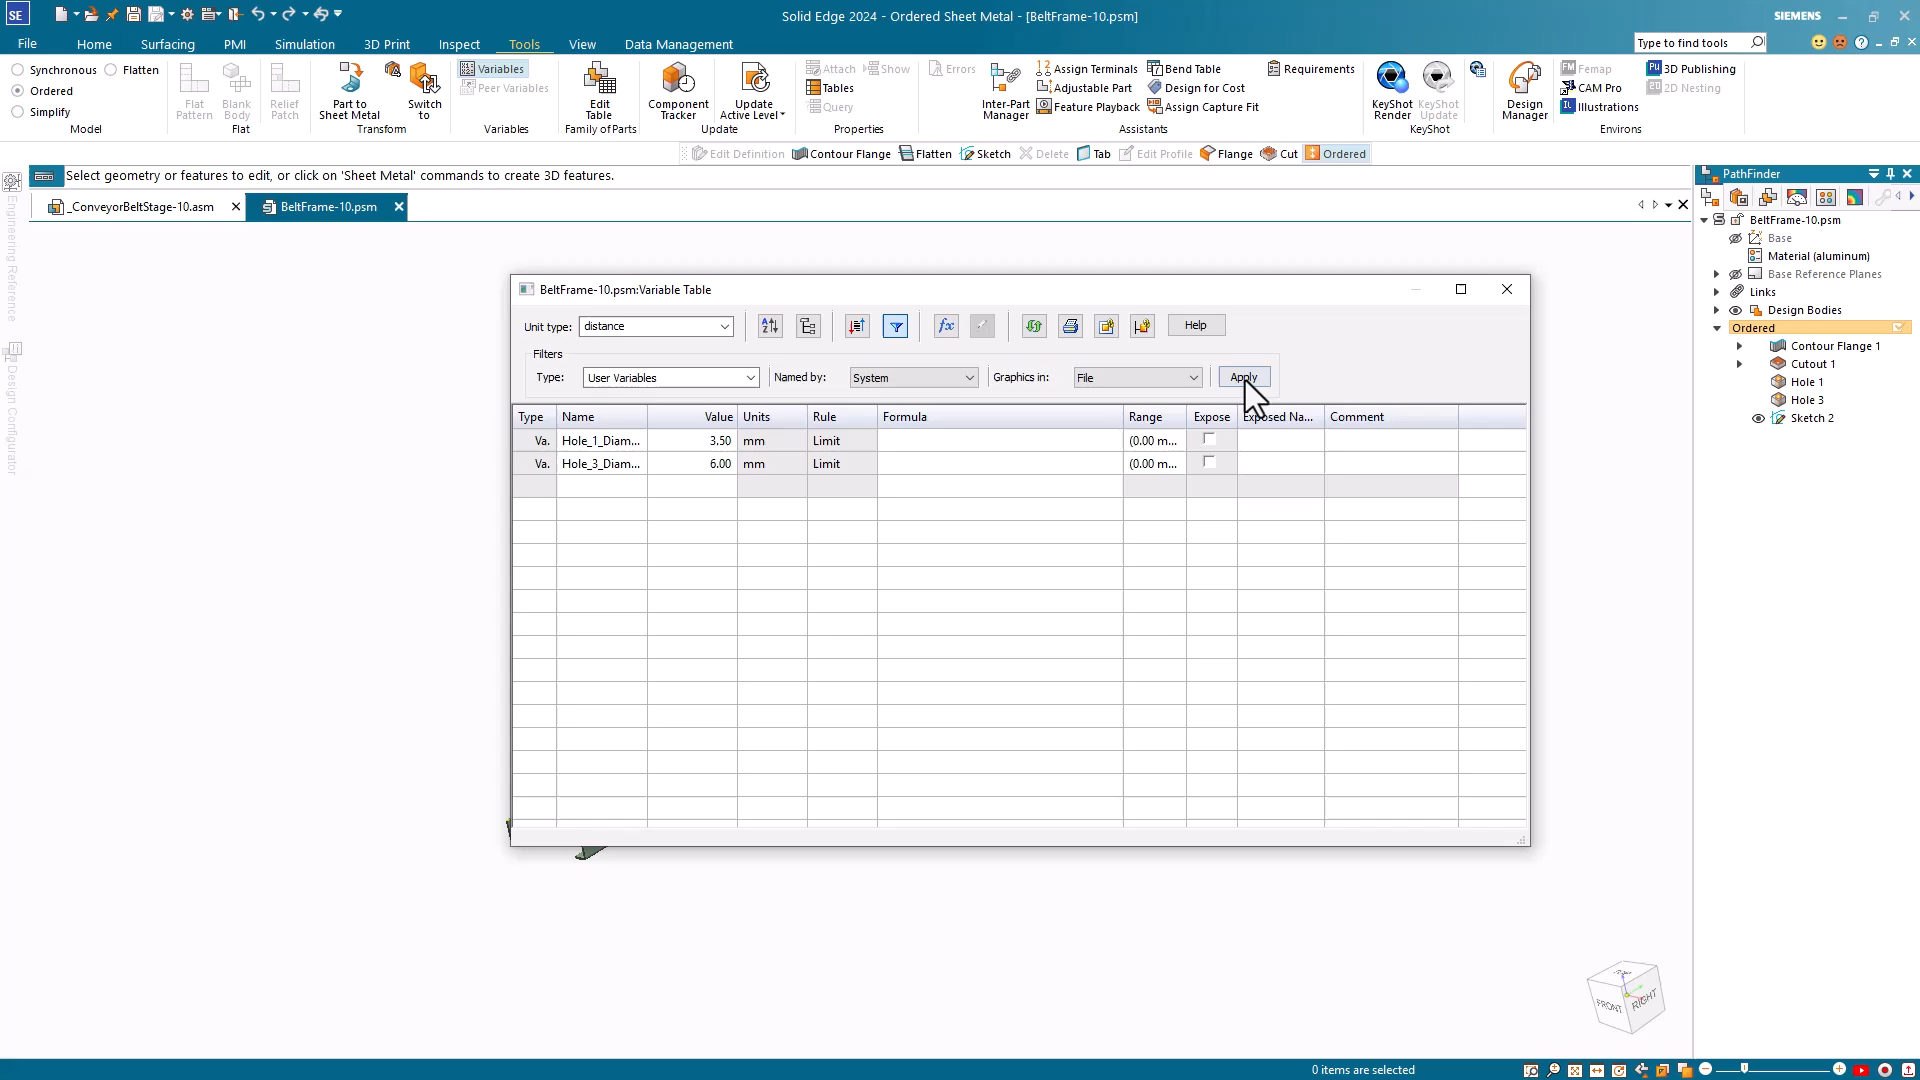 SE
Solid Edge 2024 - Ordered Sheet Metal - [BeltFrame-10.psm]
SIEMENS
File Home Surfacing PMI Simulation 3D Print Inspect Tools View Data Management
Type to find tools
Synchronous Flatten
Ordered
Simplify
Model
Flat Pattern
Blank Body
Relief Patch
Flat
Part to Sheet Metal
Switch to
Transform
Variables
Peer Variables
Variables
Edit Table
Family of Parts
Component Tracker
Update Active Level
Update
Attach Show
Tables
Query
Properties
Errors
Inter-Part Manager
Assign Terminals
Adjustable Part
Feature Playback
Bend Table
Design for Cost
Assign Capture Fit
Requirements
Assistants
KeyShot Render
KeyShot Update
KeyShot
Design Manager
Femap
CAM Pro
Illustrations
3D Publishing
2D Nesting
Environs
Edit Definition Contour Flange Flatten Sketch Delete Tab Edit Profile Flange Cut Ordered
Select geometry or features to edit, or click on 'Sheet Metal' commands to create 3D features.
_ConveyorBeltStage-10.asm BeltFrame-10.psm
Engineering Reference
Design Configurator
BeltFrame-10.psm:Variable Table
Unit type: distance
Help
Filters
Type: User Variables Named by: System Graphics in: File Apply
Type Name Value Units Rule Formula Range Expose Exposed Na... Comment
Va. Hole_1_Diam... 3.50 mm Limit (0.00 m...
Va. Hole_3_Diam... 6.00 mm Limit (0.00 m...
PathFinder
BeltFrame-10.psm
Base
Material (aluminum)
Base Reference Planes
Links
Design Bodies
Ordered
Contour Flange 1
Cutout 1
Hole 1
Hole 3
Sketch 2
TOP
FRONT
RIGHT
0 items are selected